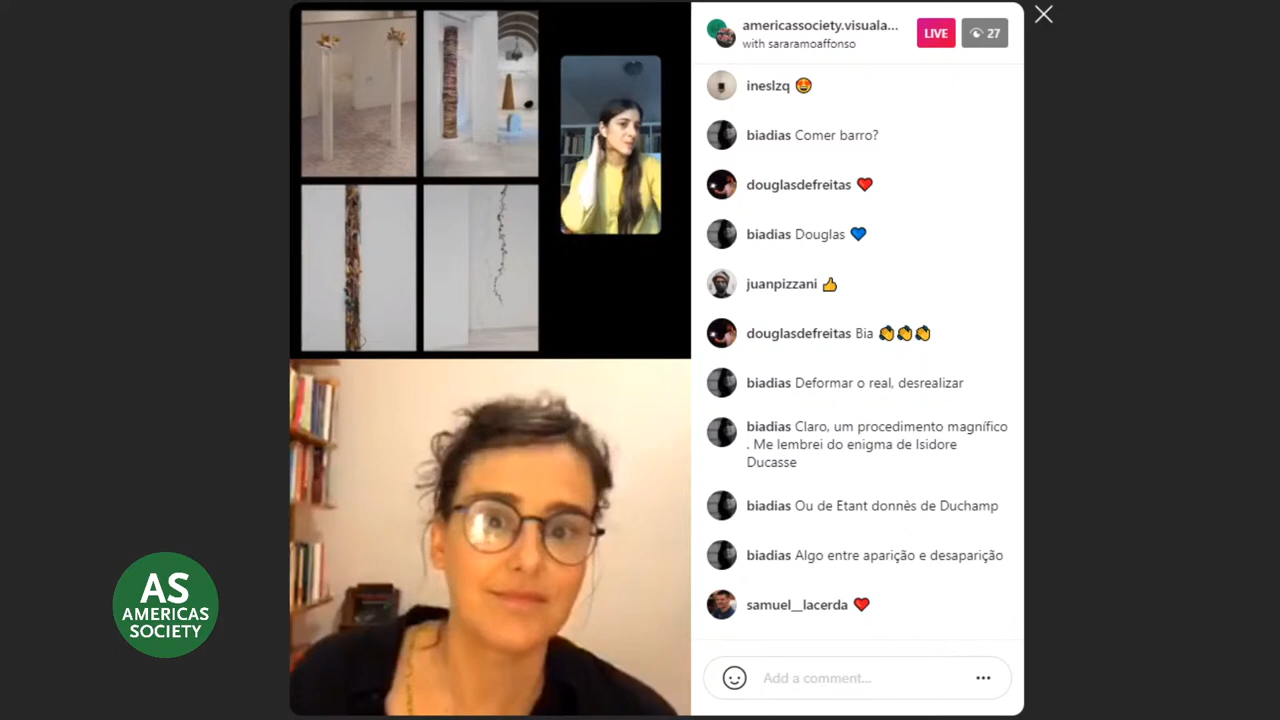 americassociety.visuala...
with sararamoaffonso
LIVE
27
ineslzq 🤩
biadias Comer barro?
douglasdefreitas ❤️
biadias Douglas 💙
juanpizzani 👍
douglasdefreitas Bia 👏👏👏
biadias Deformar o real, desrealizar
biadias Claro, um procedimento magnífico
. Me lembrei do enigma de Isidore
Ducasse
biadias Ou de Etant donnès de Duchamp
biadias Algo entre aparição e desaparição
samuel__lacerda ❤️
Add a comment...
AS
AMERICAS
SOCIETY